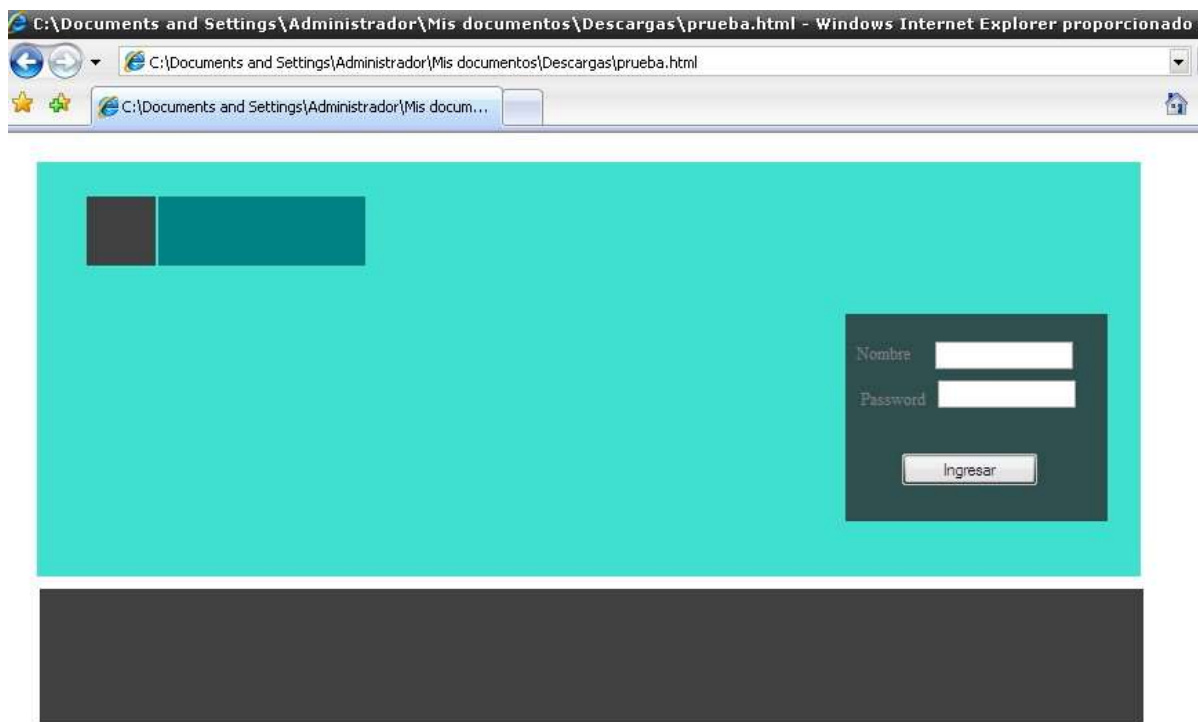 C:\Documents and Settings\Administrador\Mis documentos\Descargas\prueba.html - Windows Internet Explorer proporcionado
C:\Documents and Settings\Administrador\Mis documentos\Descargas\prueba.html
C:\Documents and Settings\Administrador\Mis docum...
Nombre
Password
Ingresar